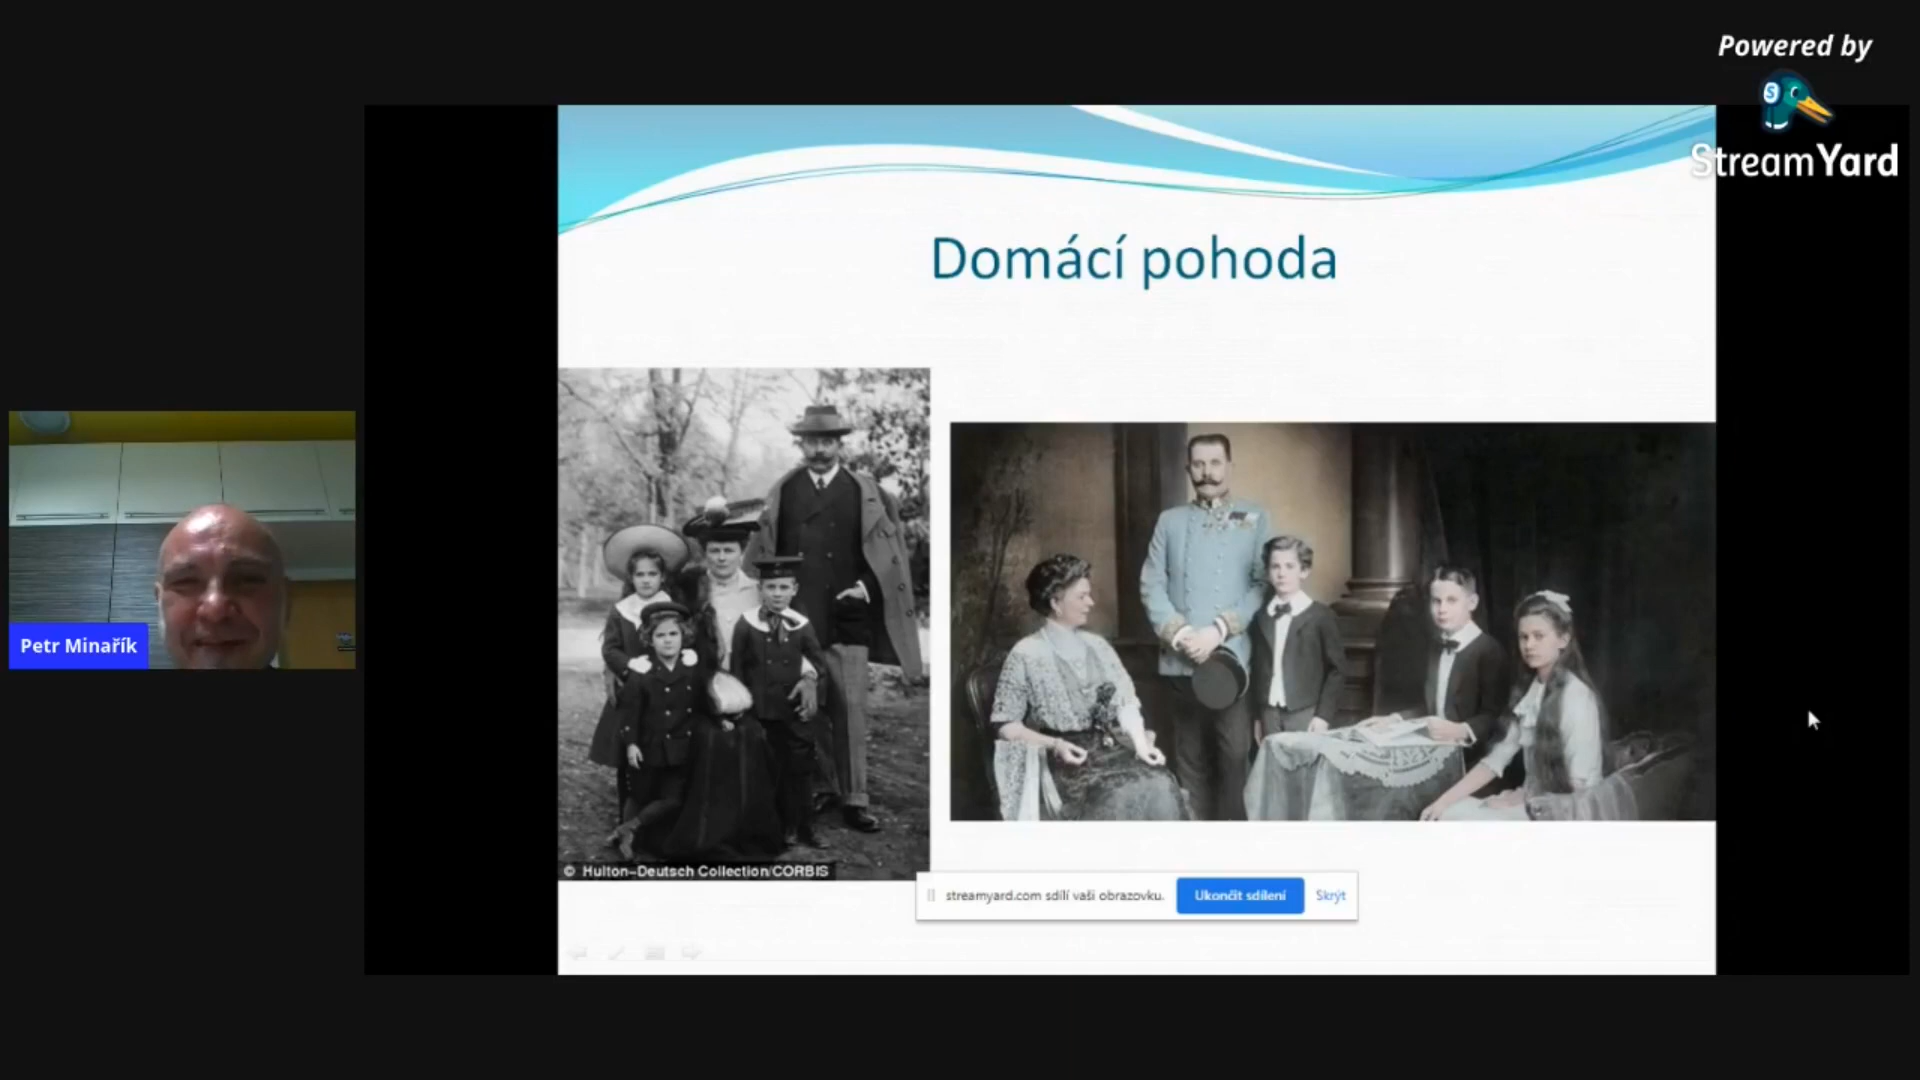 Powered by
StreamYard
Domácí pohoda
Petr Minařík
© Hulton-Deutsch Collection/CORBIS
streamyard.com sdílí vaši obrazovku.
Ukončit sdílení
Skrýt